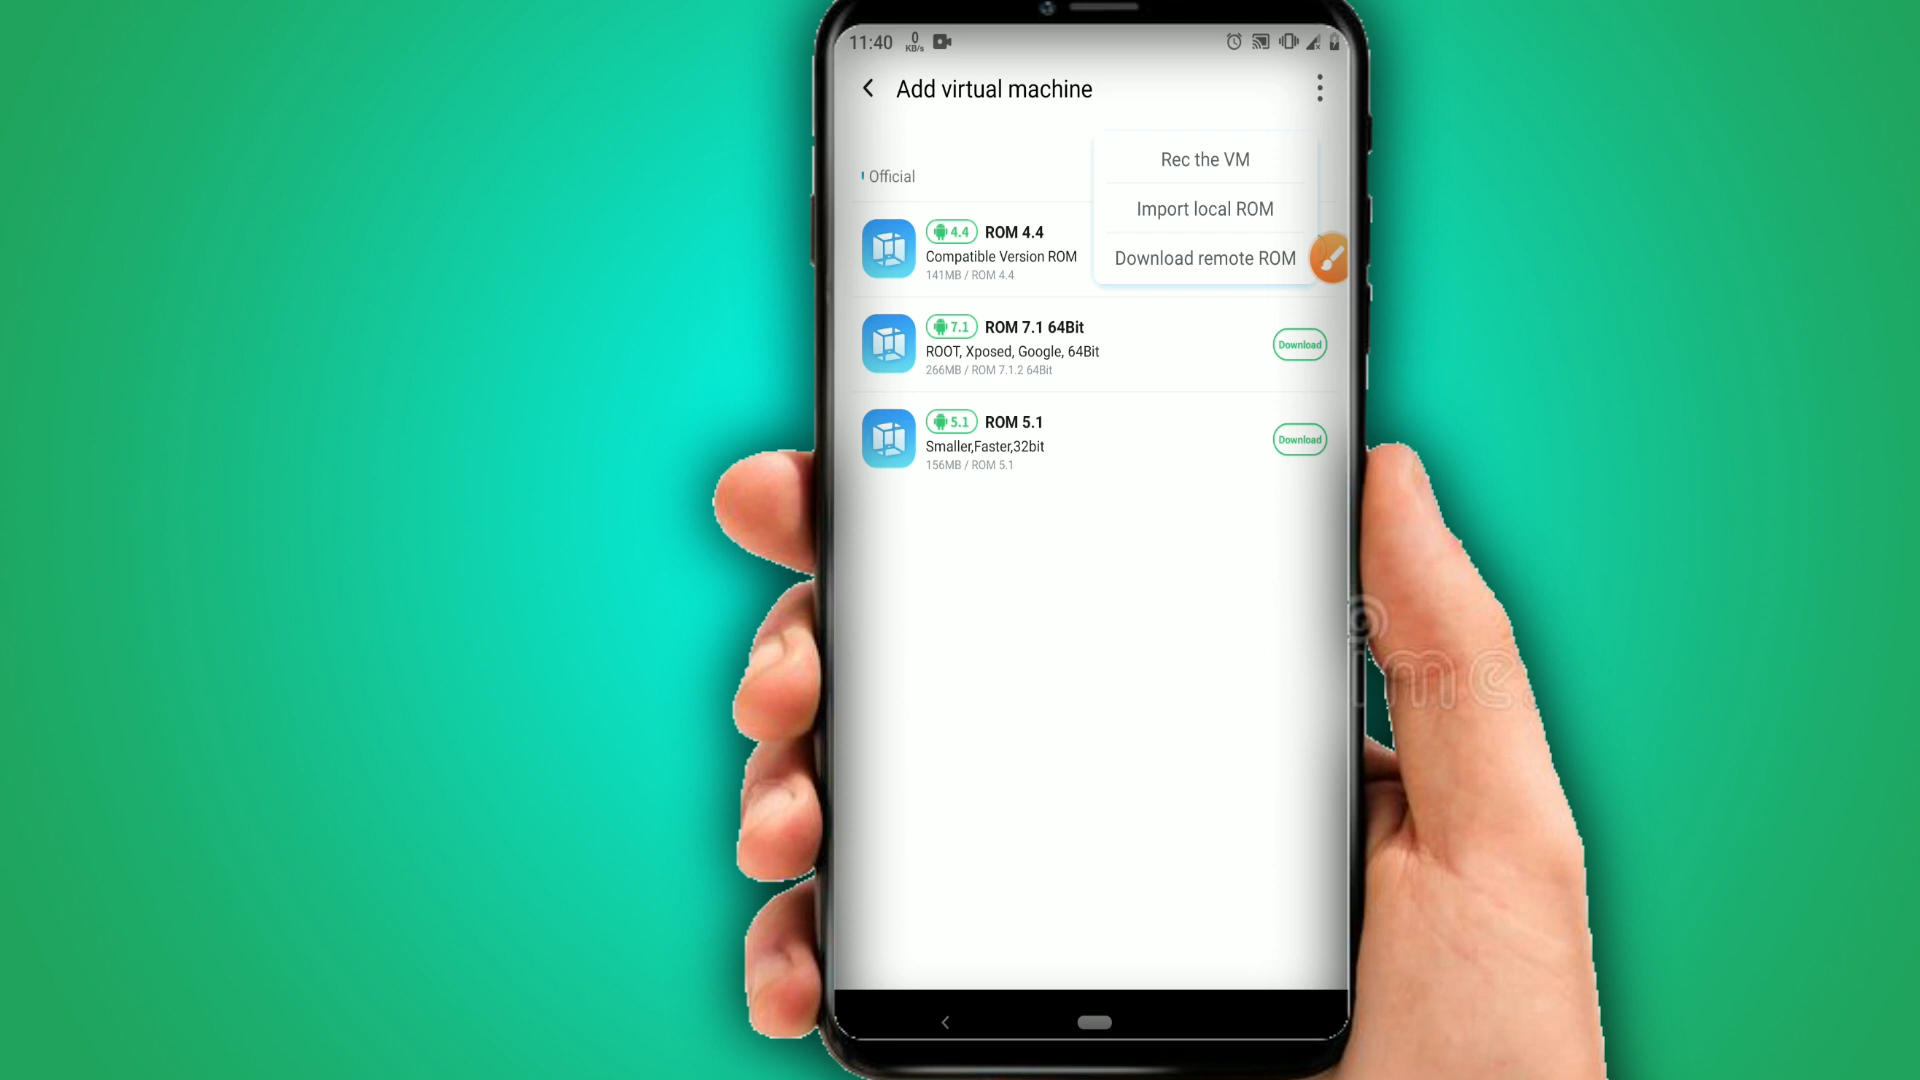 11:40 0 KB/s
Add virtual machine
Rec the VM
Official
Import local ROM
4.4 ROM 4.4
Compatible Version ROM
Download remote ROM
141MB / ROM 4.4
7.1 ROM 7.1 64Bit
ROOT, Xposed, Google, 64Bit
Download
266MB / ROM 7.1.2 64Bit
5.1 ROM 5.1
Smaller,Faster,32bit
Download
156MB / ROM 5.1
ime